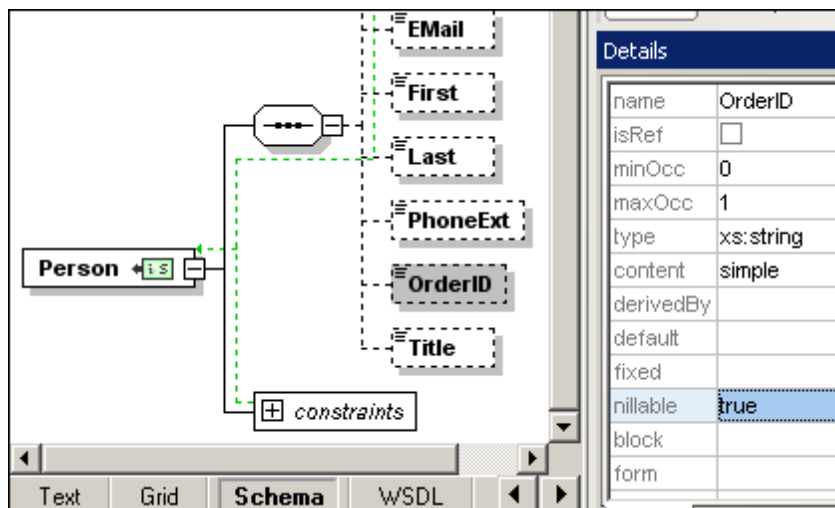 EMail
First
Last
PhoneExt
Person is
OrderID
Title
constraints
Text Grid Schema WSDL
Details
name OrderID
isRef
minOcc 0
maxOcc 1
type xs:string
content simple
derivedBy
default
fixed
nillable true
block
form